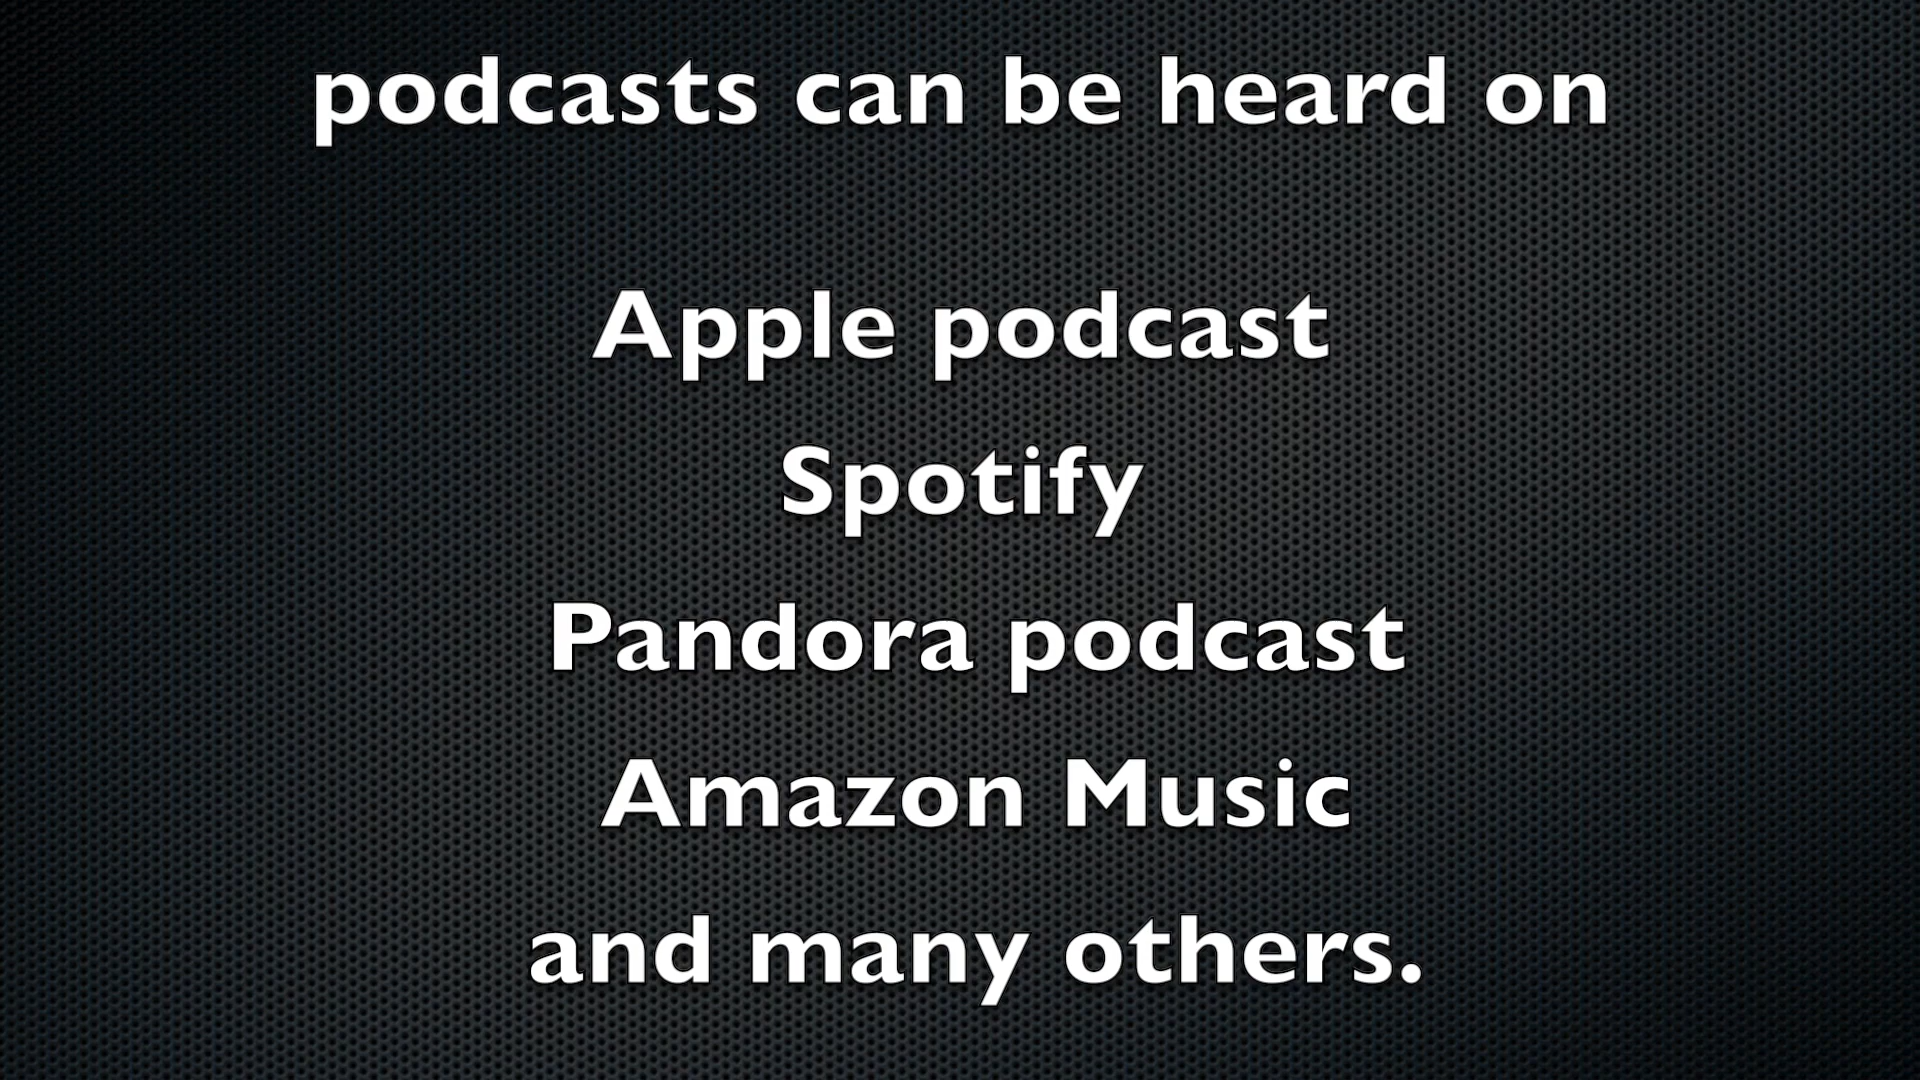 podcasts can be heard on
Apple podcast
Spotify
Pandora podcast
Amazon Music
and many others.